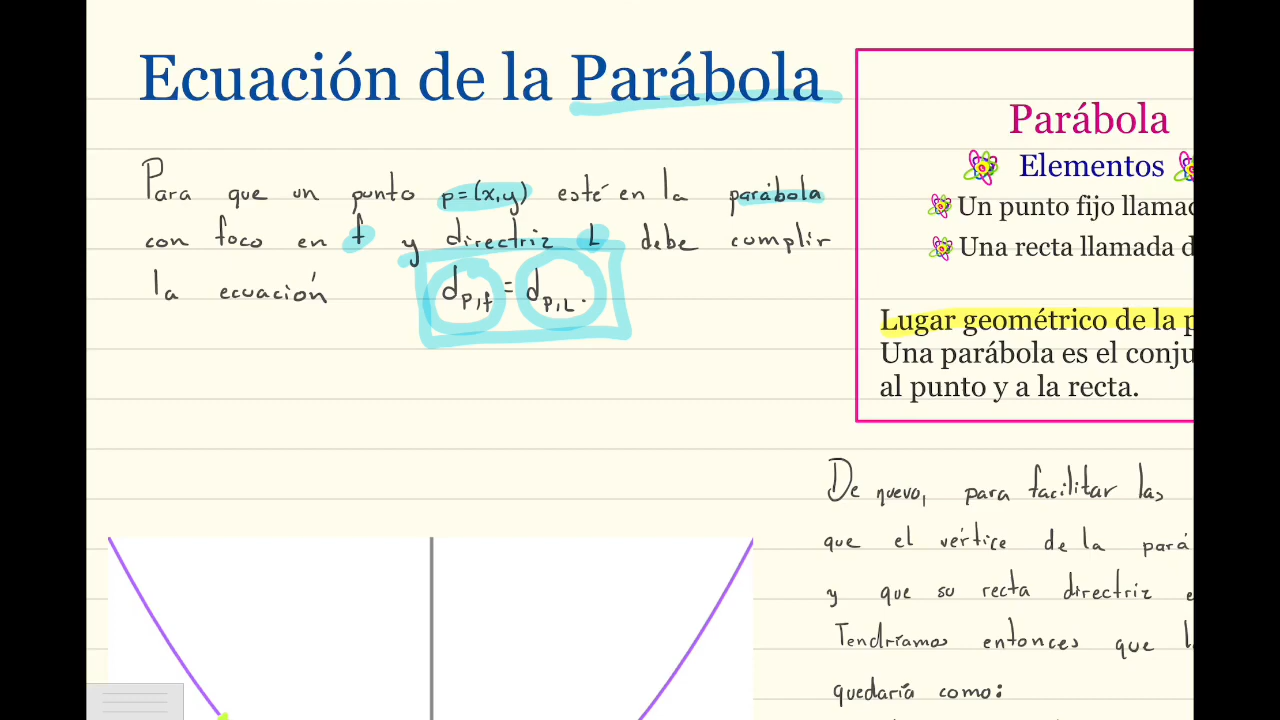 Ecuación de la Parábola
Para que un punto p=(x,y) esté en la parábola
con foco en f y directriz L debe cumplir
la ecuación d_{p,f} = d_{p,L}.
Parábola
Elementos
Un punto fijo llamad
Una recta llamada d
Lugar geométrico de la p
Una parábola es el conju
al punto y a la recta.
De nuevo, para facilitar las
que el vértice de la pará
y que su recta directriz e
Tendríamos entonces que l
quedaría como: